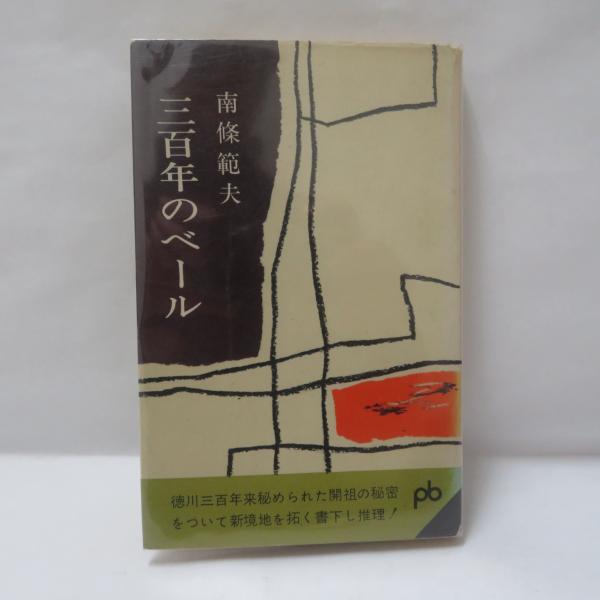 南條範夫
三百年のベール
徳川三百年来秘められた開祖の秘密
をついて新境地を拓く書下し推理!
pb